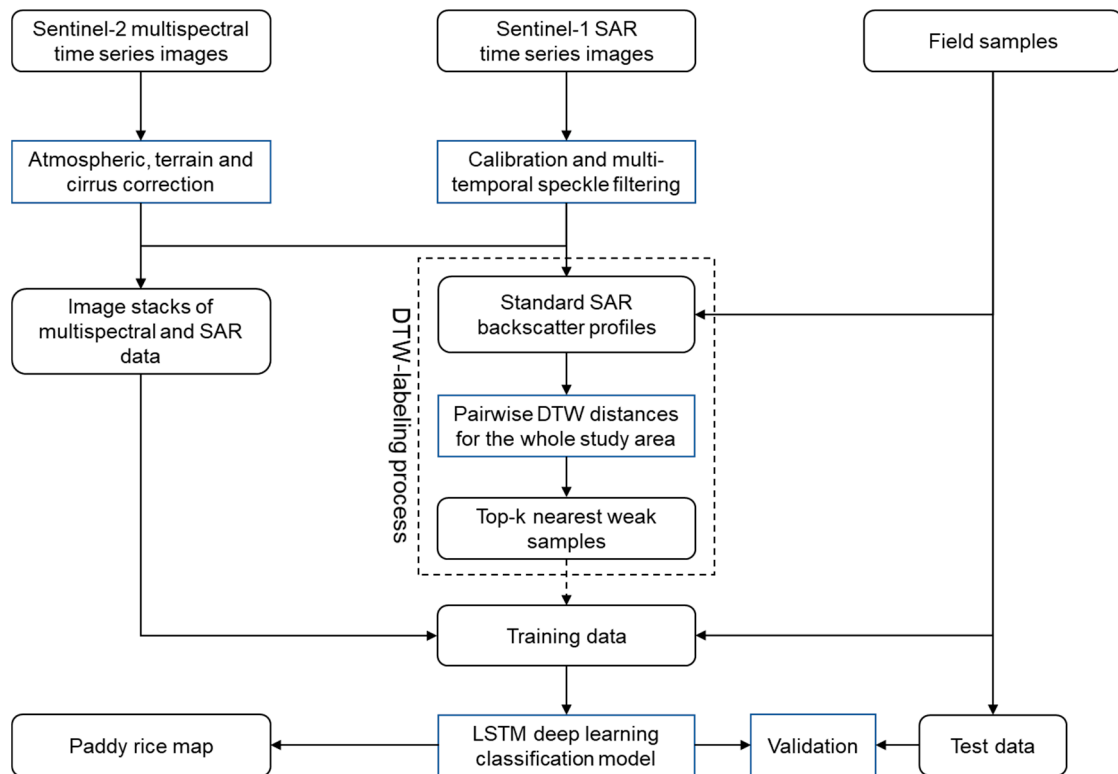 Sentinel-2 multispectral
time series images
Sentinel-1 SAR
time series images
Field samples
Atmospheric, terrain and
cirrus correction
Calibration and multi-
temporal speckle filtering
Image stacks of
multispectral and SAR
data
DTW-labeling process
Standard SAR
backscatter profiles
Pairwise DTW distances
for the whole study area
Top-k nearest weak
samples
Training data
Paddy rice map
LSTM deep learning
classification model
Validation
Test data